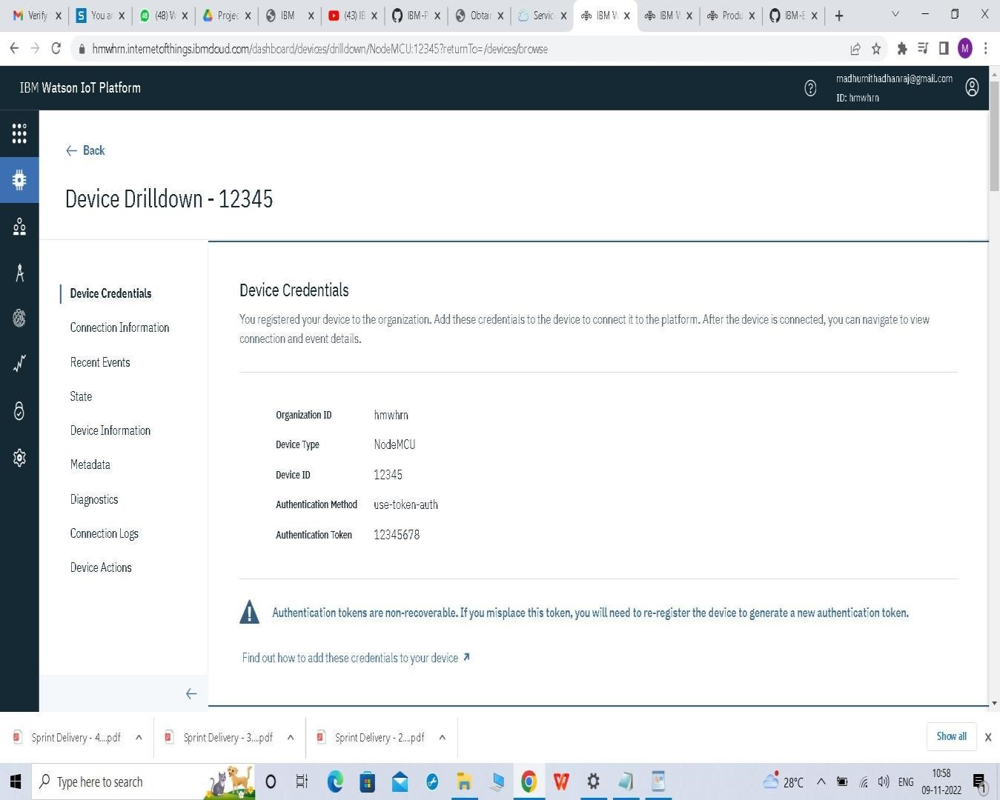 Verify
You a
(48) W
Projec
IBM
(43) IB
IBM-P
Obtai
Servic
IBM W
IBM W
Produ
IBM-E
hmwhrn.internetofthings.ibmcloud.com/dashboard/devices/drilldown/NodeMCU:12345?returnTo=/devices/browse
M
IBM Watson IoT Platform
madhumithadhanraj@gmail.com
ID: hmwhrn
Back
Device Drilldown - 12345
Device Credentials
Connection Information
Recent Events
State
Device Information
Metadata
Diagnostics
Connection Logs
Device Actions
Device Credentials
You registered your device to the organization. Add these credentials to the device to connect it to the platform. After the device is connected, you can navigate to view
connection and event details.
Organization ID hmwhrn
Device Type NodeMCU
Device ID 12345
Authentication Method use-token-auth
Authentication Token 12345678
Authentication tokens are non-recoverable. If you misplace this token, you will need to re-register the device to generate a new authentication token.
Find out how to add these credentials to your device
Sprint Delivery - 4....pdf
Sprint Delivery - 3....pdf
Sprint Delivery - 2....pdf
Show all
Type here to search
28°C
ENG
10:58
09-11-2022
1